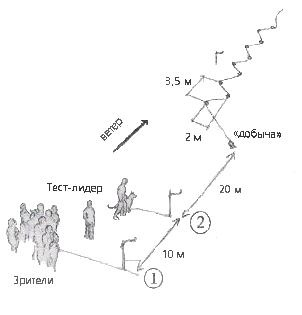 3,5 м
ветер
2 м
«добыча»
Тест-лидер
20 м
2
10 м
Зрители
1